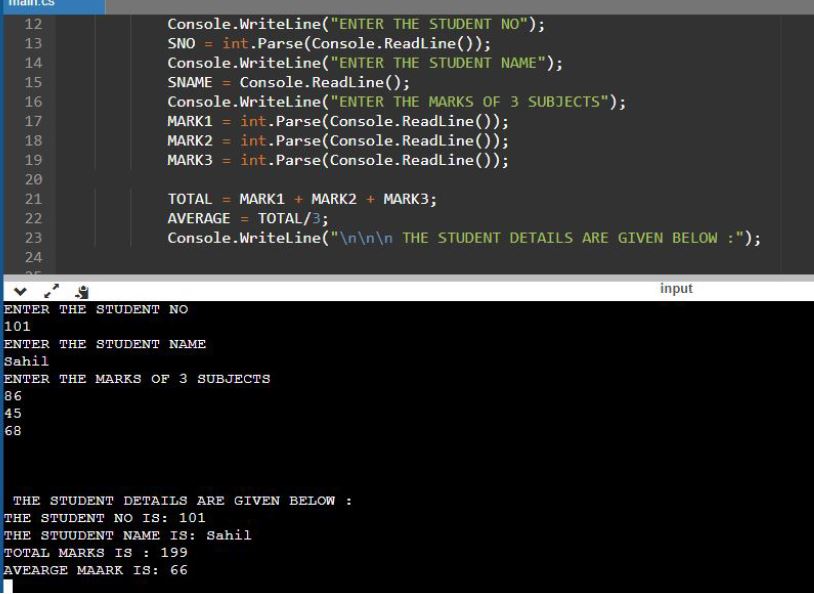 main.cs
12 Console.WriteLine("ENTER THE STUDENT NO");
13 SNO = int.Parse(Console.ReadLine());
14 Console.WriteLine("ENTER THE STUDENT NAME");
15 SNAME = Console.ReadLine();
16 Console.WriteLine("ENTER THE MARKS OF 3 SUBJECTS");
17 MARK1 = int.Parse(Console.ReadLine());
18 MARK2 = int.Parse(Console.ReadLine());
19 MARK3 = int.Parse(Console.ReadLine());
20
21 TOTAL = MARK1 + MARK2 + MARK3;
22 AVERAGE = TOTAL/3;
23 Console.WriteLine("\n\n\n THE STUDENT DETAILS ARE GIVEN BELOW :");
24
25
input
ENTER THE STUDENT NO
101
ENTER THE STUDENT NAME
Sahil
ENTER THE MARKS OF 3 SUBJECTS
86
45
68
THE STUDENT DETAILS ARE GIVEN BELOW :
THE STUDENT NO IS: 101
THE STUUDENT NAME IS: Sahil
TOTAL MARKS IS : 199
AVEARGE MAARK IS: 66